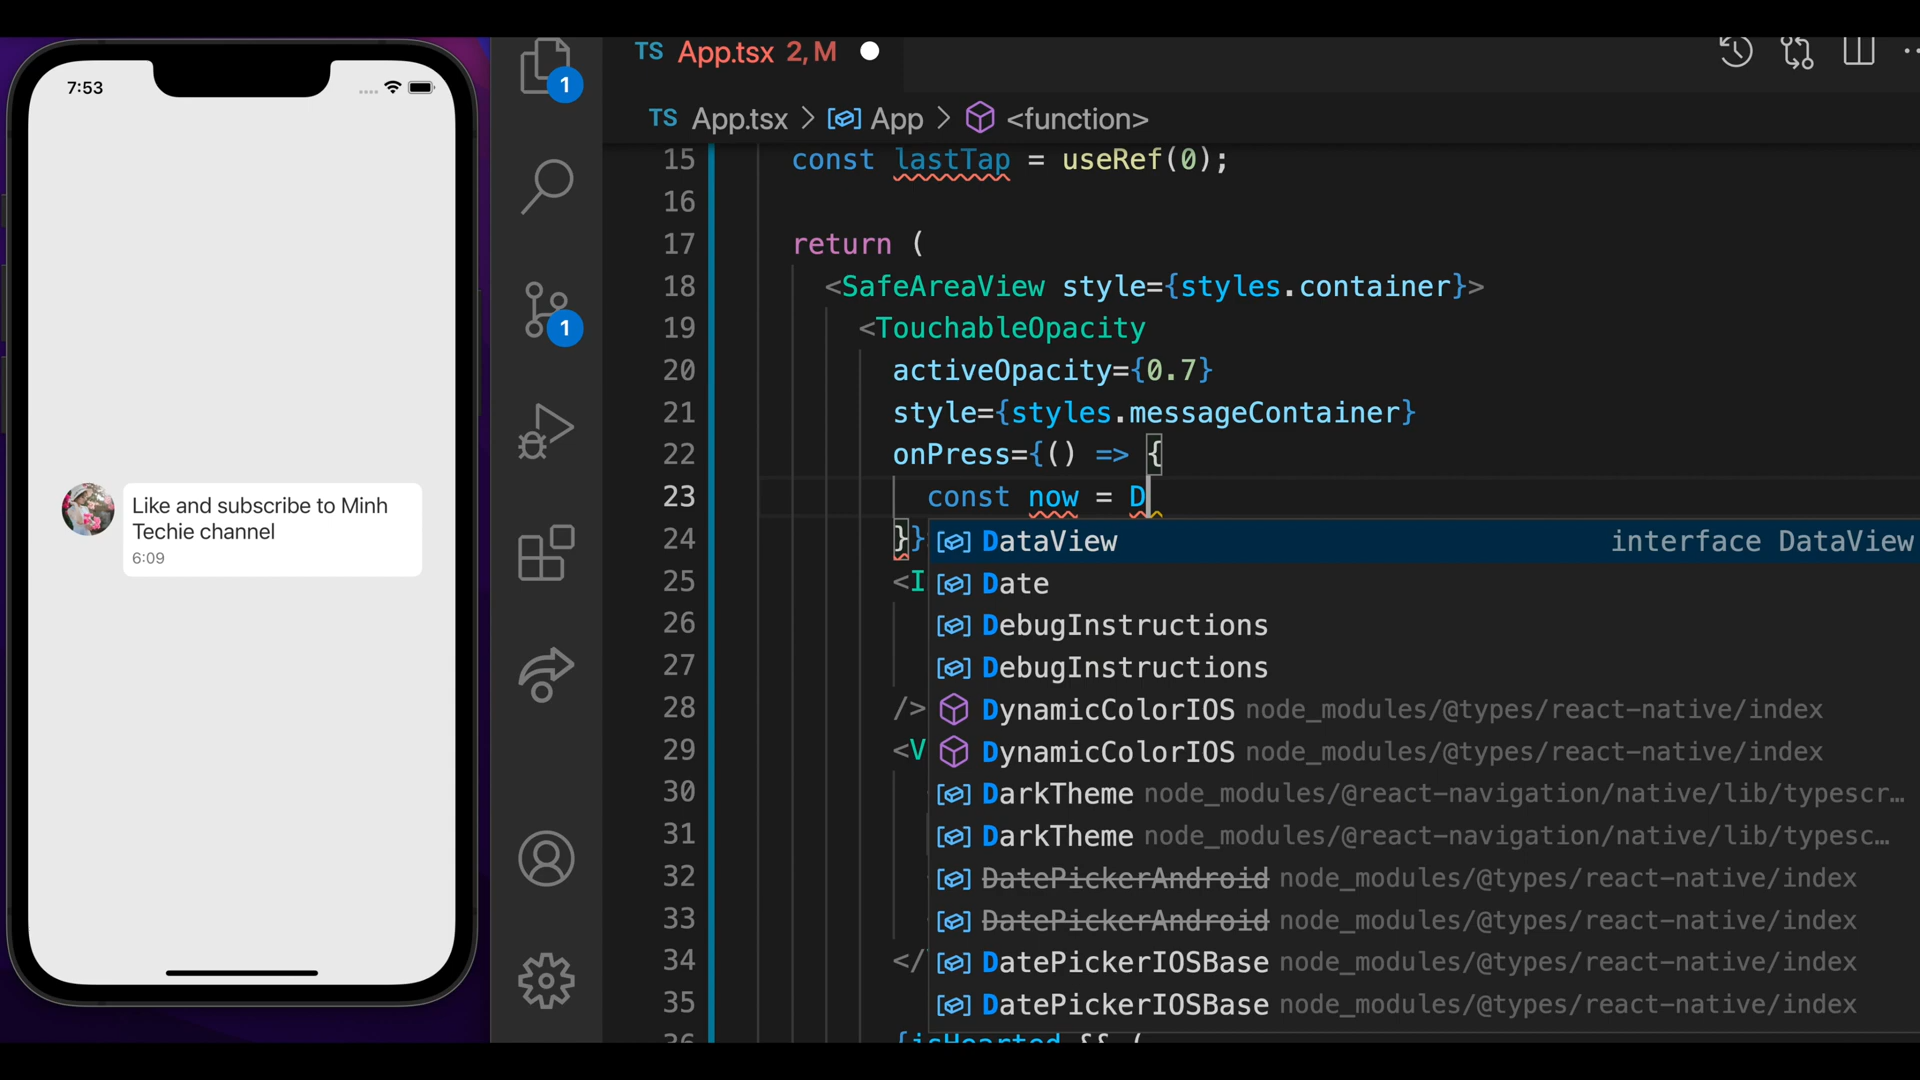 7:53
Like and subscribe to Minh
Techie channel
6:09
1
1
TS App.tsx 2, M
TS App.tsx > App > <function>
15 const lastTap = useRef(0);
16
17 return (
18 <SafeAreaView style={styles.container}>
19 <TouchableOpacity
20 activeOpacity={0.7}
21 style={styles.messageContainer}
22 onPress={() => {
23 const now = D
24 }}
25 <I
26
27
28 />
29 <V
30
31
32
33
34 </
35
36 {isHearted && (
DataView interface DataView
Date
DebugInstructions
DebugInstructions
DynamicColorIOS node_modules/@types/react-native/index
DynamicColorIOS node_modules/@types/react-native/index
DarkTheme node_modules/@react-navigation/native/lib/typescr…
DarkTheme node_modules/@react-navigation/native/lib/typesc…
DatePickerAndroid node_modules/@types/react-native/index
DatePickerAndroid node_modules/@types/react-native/index
DatePickerIOSBase node_modules/@types/react-native/index
DatePickerIOSBase node_modules/@types/react-native/index